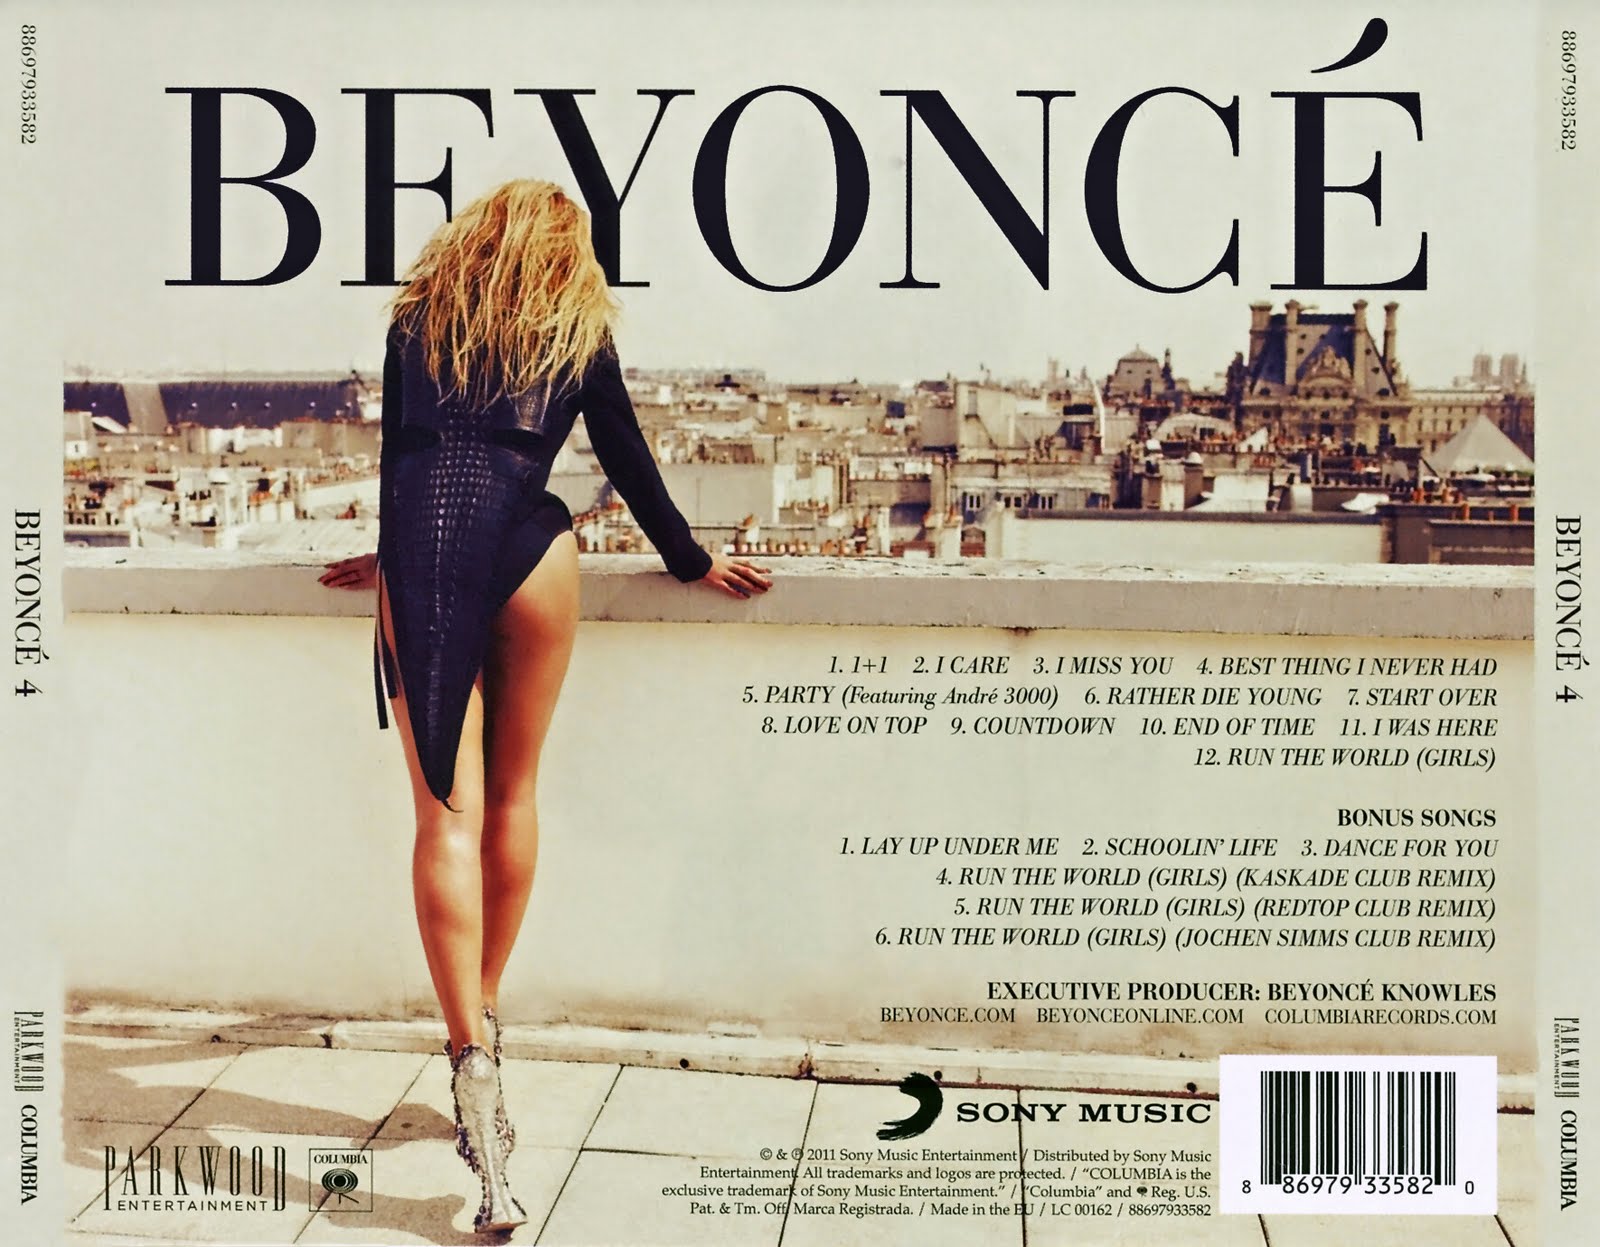 BEYONCÉ
1. 1+1 2. I CARE 3. I MISS YOU 4. BEST THING I NEVER HAD
5. PARTY (Featuring André 3000) 6. RATHER DIE YOUNG 7. START OVER
8. LOVE ON TOP 9. COUNTDOWN 10. END OF TIME 11. I WAS HERE
12. RUN THE WORLD (GIRLS)
BONUS SONGS
1. LAY UP UNDER ME 2. SCHOOLIN' LIFE 3. DANCE FOR YOU
4. RUN THE WORLD (GIRLS) (KASKADE CLUB REMIX)
5. RUN THE WORLD (GIRLS) (REDTOP CLUB REMIX)
6. RUN THE WORLD (GIRLS) (JOCHEN SIMMS CLUB REMIX)
EXECUTIVE PRODUCER: BEYONCÉ KNOWLES
BEYONCE.COM BEYONCEONLINE.COM COLUMBIARECORDS.COM
SONY MUSIC
© & ℗ 2011 Sony Music Entertainment / Distributed by Sony Music
Entertainment. All trademarks and logos are protected. / "COLUMBIA is the
exclusive trademark of Sony Music Entertainment." / "Columbia" and Reg. U.S.
Pat. & Tm. Off. Marca Registrada. / Made in the EU / LC 00162 / 88697933582
8 86979 33582 0
PARKWOOD
ENTERTAINMENT
COLUMBIA
88697933582
BEYONCÉ 4
PARKWOOD
ENTERTAINMENT
COLUMBIA
88697933582
BEYONCÉ 4
PARKWOOD
ENTERTAINMENT
COLUMBIA